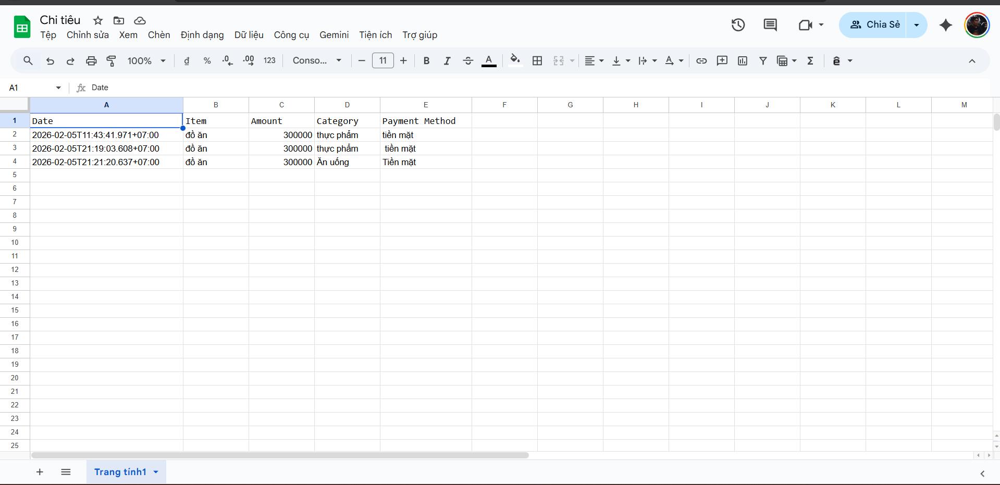 Chi tiêu
Tệp Chỉnh sửa Xem Chèn Định dạng Dữ liệu Công cụ Gemini Tiện ích Trợ giúp
Chia Sẻ
100% đ % .0 .00 123 Conso... 11 B I A
A1 fx Date
A B C D E F G H I J K L M
1 Date Item Amount Category Payment Method
2 2026-02-05T11:43:41.971+07:00 đồ ăn 300000 thực phẩm tiền mặt
3 2026-02-05T21:19:03.608+07:00 đồ ăn 300000 thực phẩm tiền mặt
4 2026-02-05T21:21:20.637+07:00 đồ ăn 300000 Ăn uống Tiền mặt
5
6
7
8
9
10
11
12
13
14
15
16
17
18
19
20
21
22
23
24
25
Trang tính1